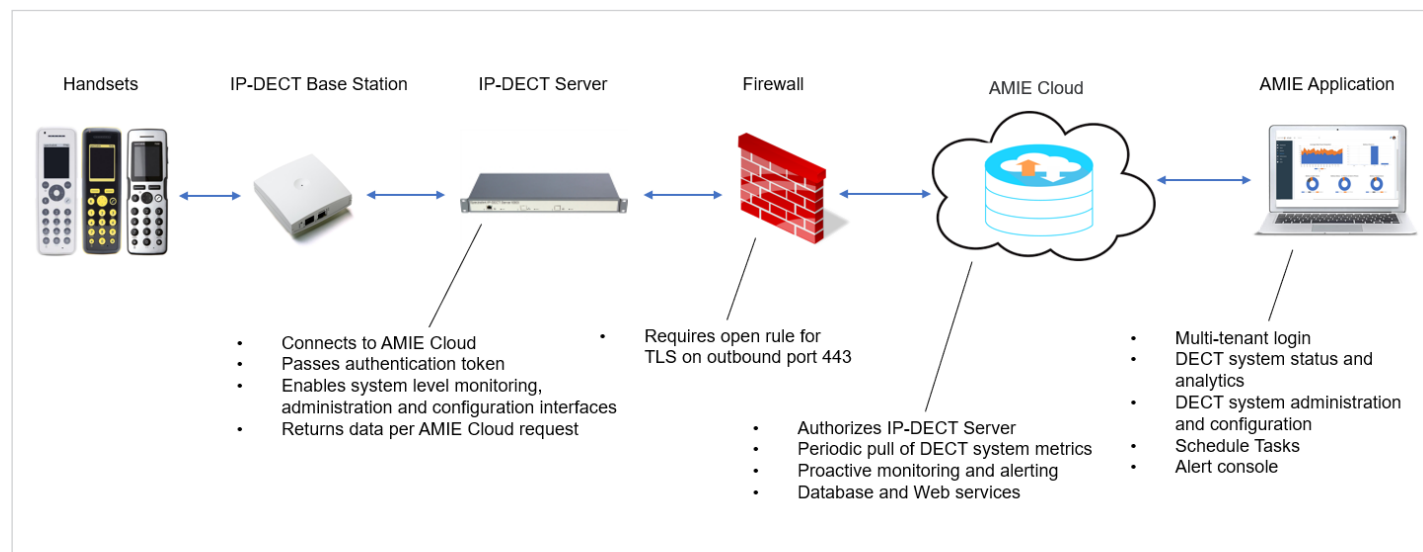 Handsets
IP-DECT Base Station
IP-DECT Server
Firewall
AMIE Cloud
AMIE Application
• Connects to AMIE Cloud
• Passes authentication token
• Enables system level monitoring,
administration and configuration interfaces
• Returns data per AMIE Cloud request
• Requires open rule for
TLS on outbound port 443
• Authorizes IP-DECT Server
• Periodic pull of DECT system metrics
• Proactive monitoring and alerting
• Database and Web services
• Multi-tenant login
• DECT system status and
analytics
• DECT system administration
and configuration
• Schedule Tasks
• Alert console